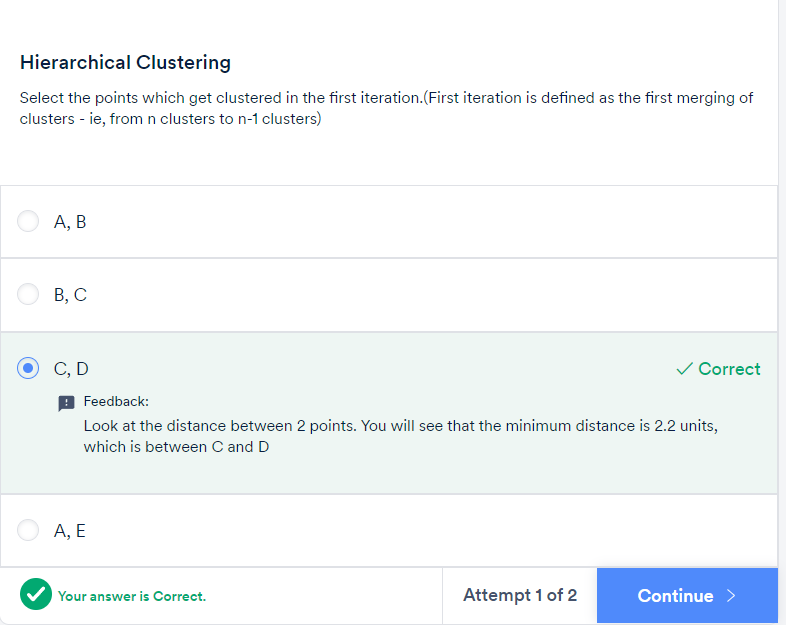 Hierarchical Clustering
Select the points which get clustered in the first iteration.(First iteration is defined as the first merging of
clusters - ie, from n clusters to n-1 clusters)
A, B
B, C
C, D
Correct
Feedback:
Look at the distance between 2 points. You will see that the minimum distance is 2.2 units,
which is between C and D
A, E
Your answer is Correct.
Attempt 1 of 2
Continue